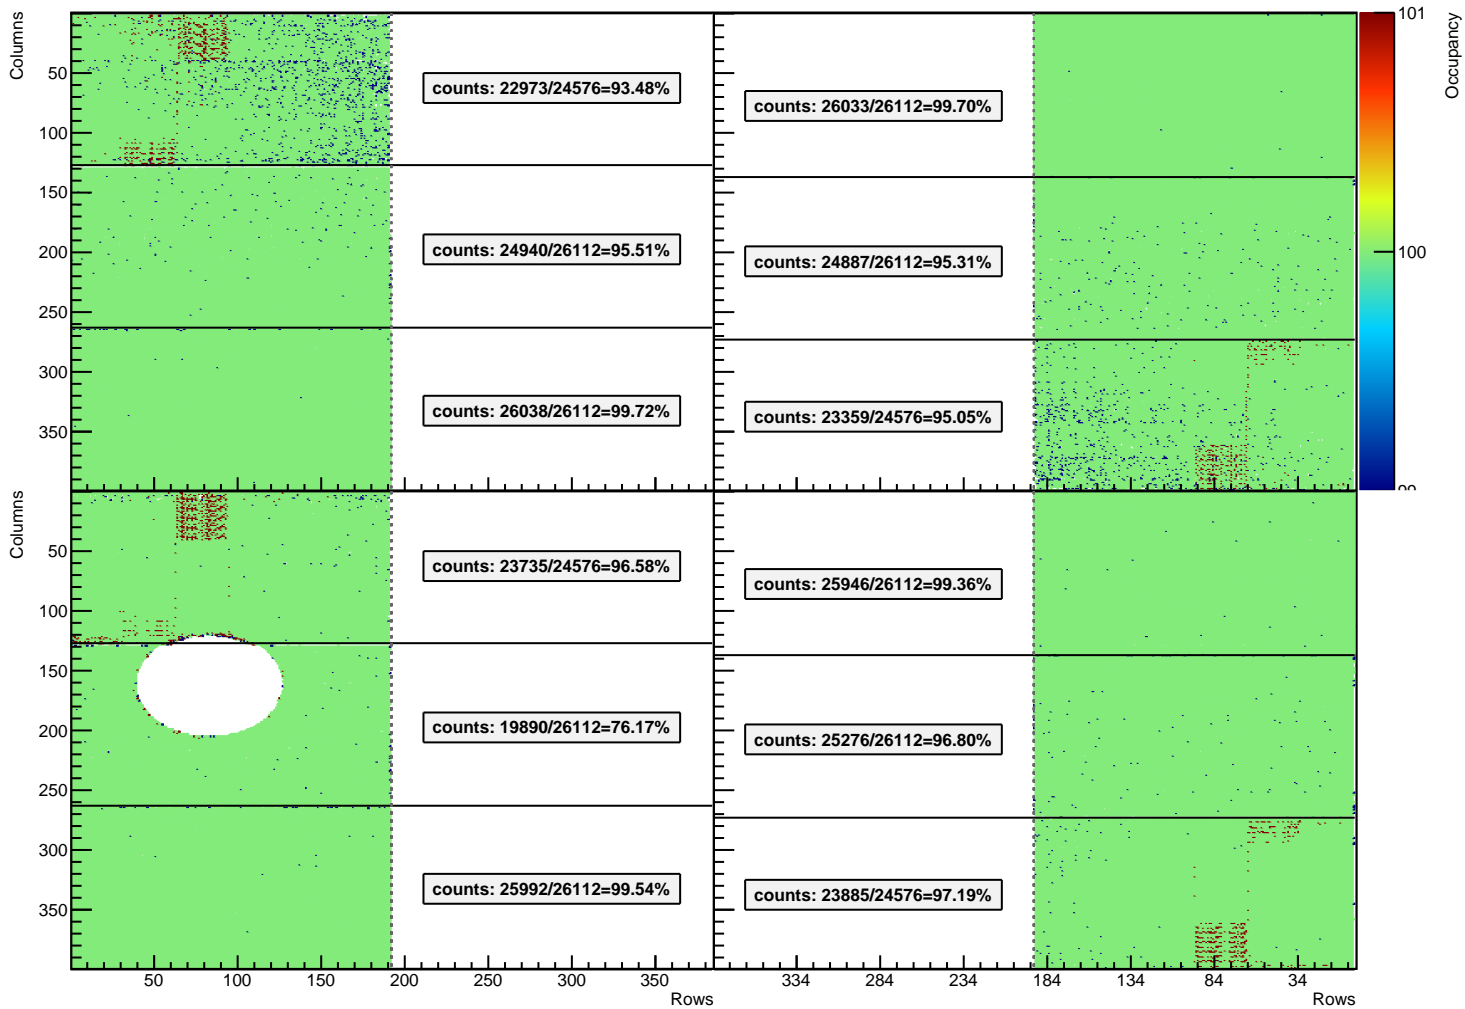 Columns
50
100
150
200
250
300
350
counts: 22973/24576=93.48%
counts: 24940/26112=95.51%
counts: 26038/26112=99.72%
counts: 26033/26112=99.70%
counts: 24887/26112=95.31%
counts: 23359/24576=95.05%
101
100
Occupancy
Columns
50
100
150
200
250
300
350
counts: 23735/24576=96.58%
counts: 19890/26112=76.17%
counts: 25992/26112=99.54%
counts: 25946/26112=99.36%
counts: 25276/26112=96.80%
counts: 23885/24576=97.19%
50 100 150 200 250 300 350
Rows
334 284 234 184 134 84 34
Rows